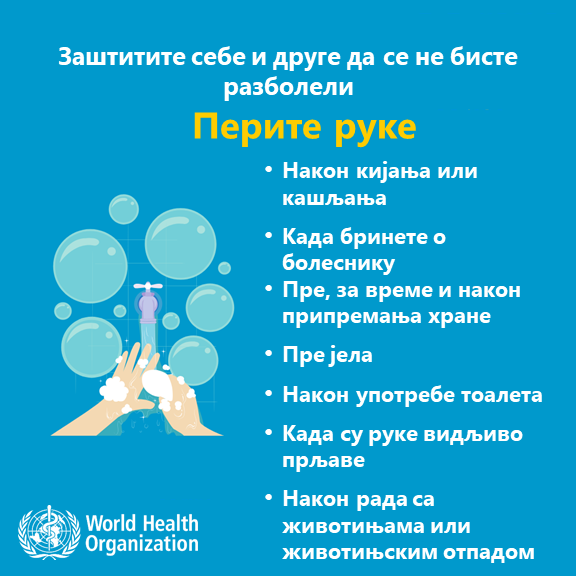 Заштитите себе и друге да се не бисте
разболели
Перите руке
• Након кијања или
кашљања
• Када бринете о
болеснику
• Пре, за време и након
припремања хране
• Пре јела
• Након употребе тоалета
• Када су руке видљиво
прљаве
• Након рада са
животињама или
животињским отпадом
World Health
Organization